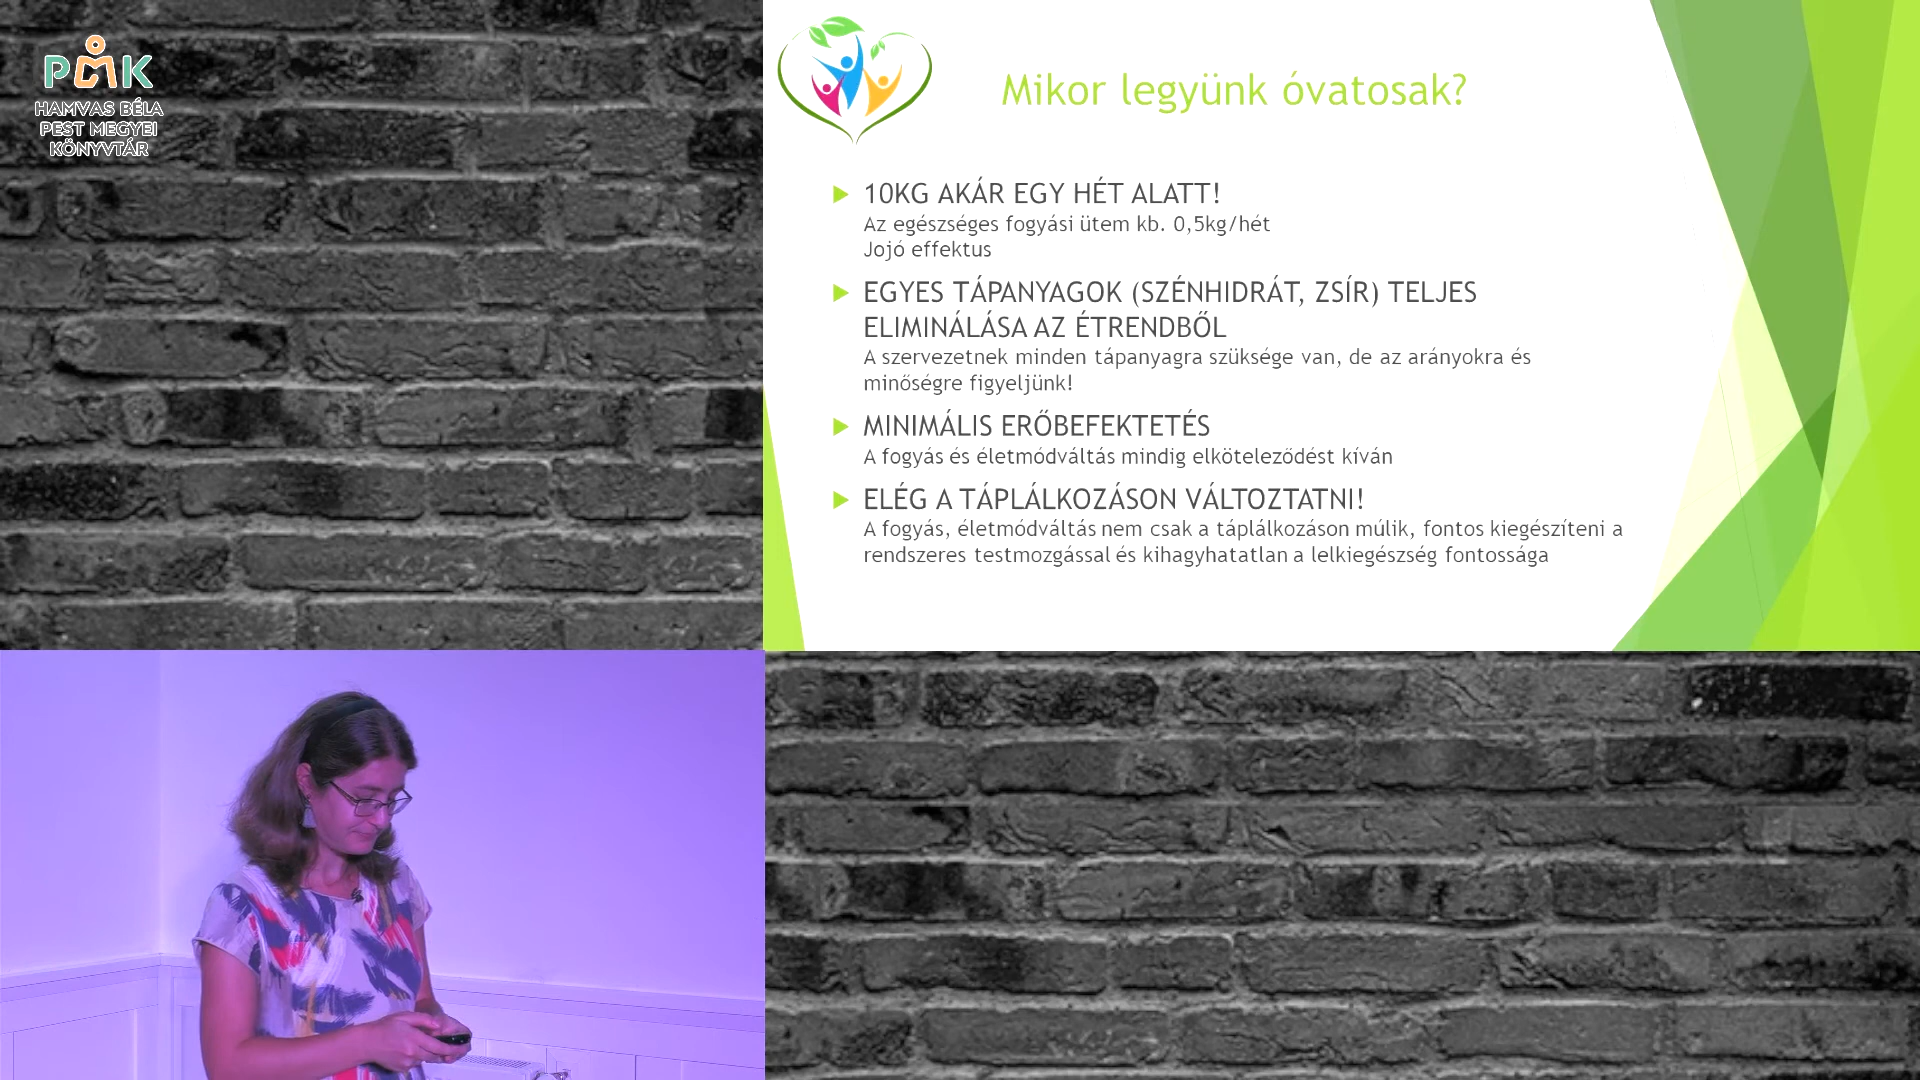 PMK
HAMVAS BÉLA
PEST MEGYEI
KÖNYVTÁR
Mikor legyünk óvatosak?
10KG AKÁR EGY HÉT ALATT!
Az egészséges fogyási ütem kb. 0,5kg/hét
Jojó effektus
EGYES TÁPANYAGOK (SZÉNHIDRÁT, ZSÍR) TELJES
ELIMINÁLÁSA AZ ÉTRENDBŐL
A szervezetnek minden tápanyagra szüksége van, de az arányokra és
minőségre figyeljünk!
MINIMÁLIS ERŐBEFEKTETÉS
A fogyás és életmódváltás mindig elköteleződést kíván
ELÉG A TÁPLÁLKOZÁSON VÁLTOZTATNI!
A fogyás, életmódváltás nem csak a táplálkozáson múlik, fontos kiegészíteni a
rendszeres testmozgással és kihagyhatatlan a lelkiegészség fontossága